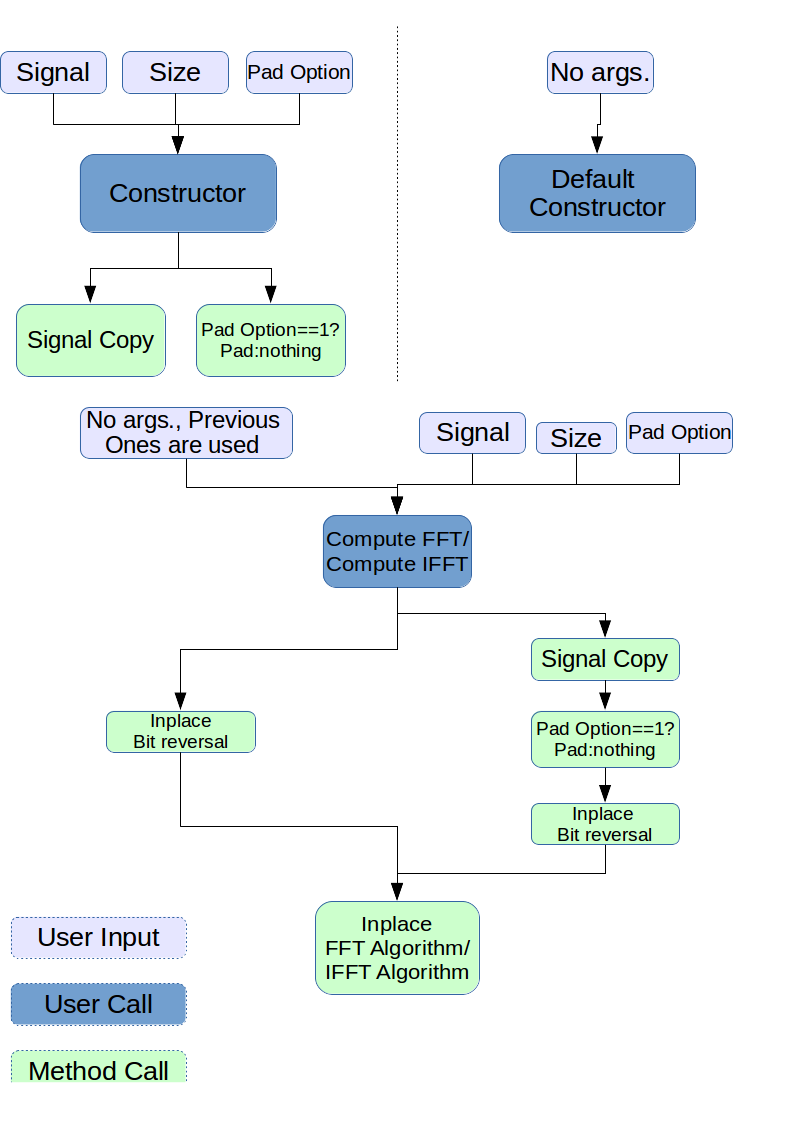 Signal
Size
Pad Option
No args.
Constructor
Default
Constructor
Signal Copy
Pad Option==1?
Pad:nothing
No args., Previous
Ones are used
Signal
Size
Pad Option
Compute FFT/
Compute IFFT
Signal Copy
Inplace
Bit reversal
Pad Option==1?
Pad:nothing
Inplace
Bit reversal
Inplace
FFT Algorithm/
IFFT Algorithm
User Input
User Call
Method Call